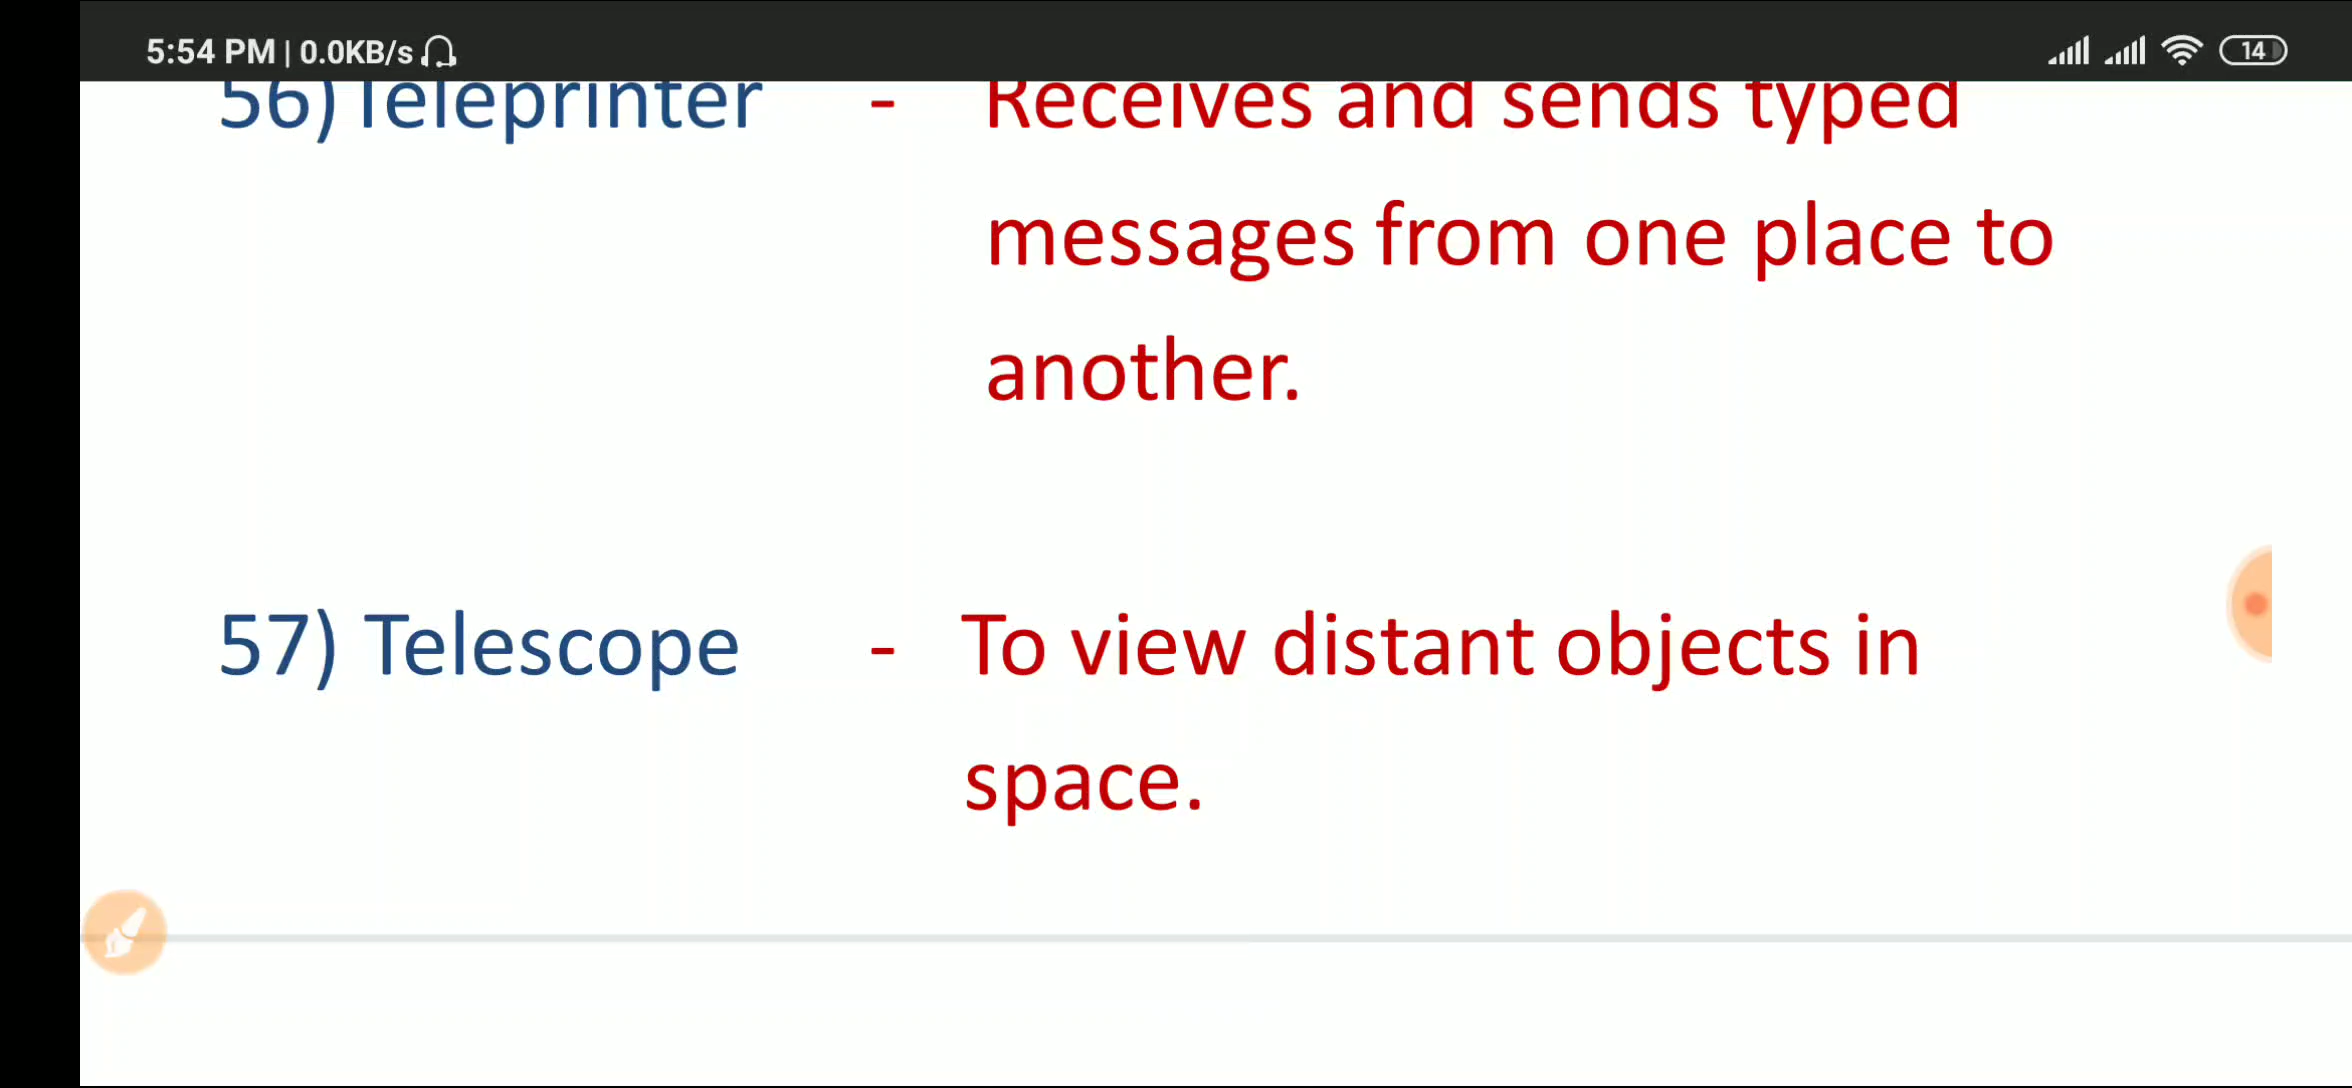 5:54 PM | 0.0KB/s
14
56) Teleprinter - Receives and sends typed
messages from one place to
another.
57) Telescope - To view distant objects in
space.